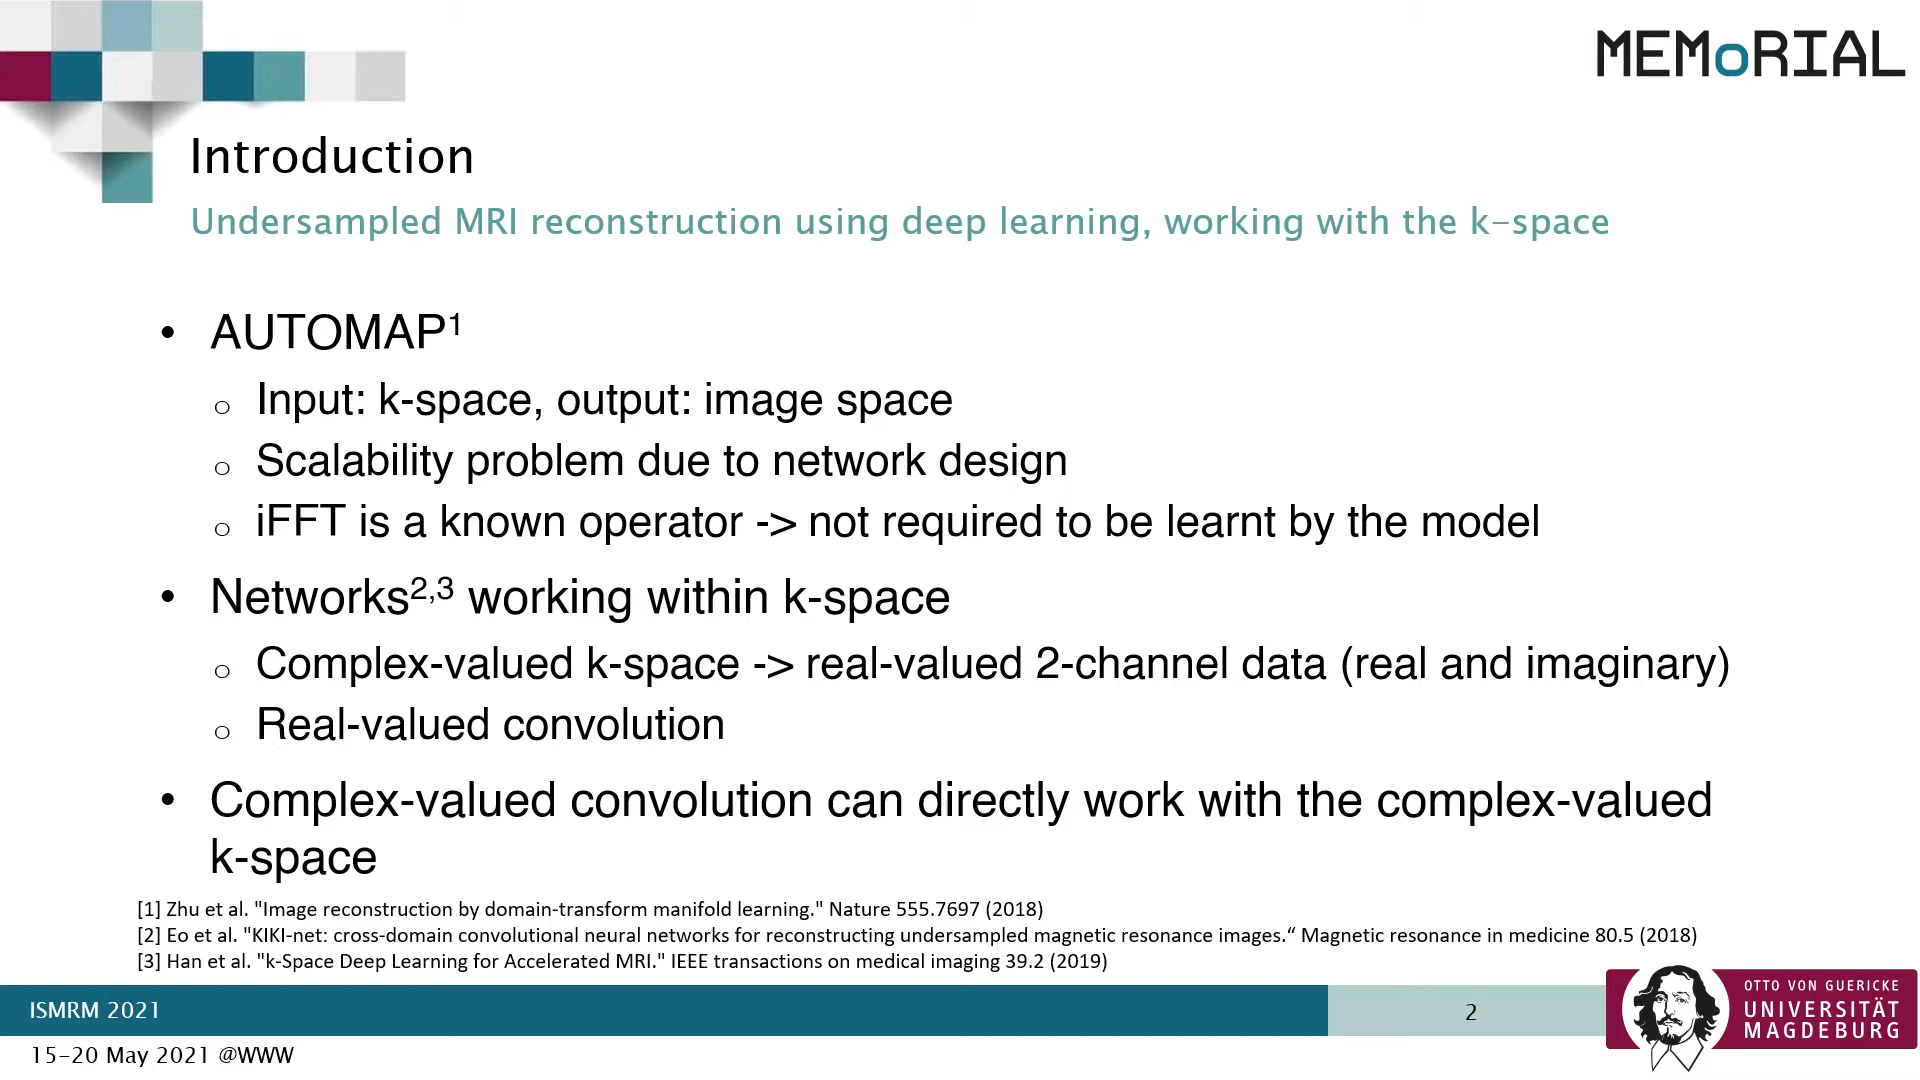 MEMoRIAL
Introduction
Undersampled MRI reconstruction using deep learning, working with the k-space
• AUTOMAP¹
o Input: k-space, output: image space
o Scalability problem due to network design
o iFFT is a known operator -> not required to be learnt by the model
• Networks²,³ working within k-space
o Complex-valued k-space -> real-valued 2-channel data (real and imaginary)
o Real-valued convolution
• Complex-valued convolution can directly work with the complex-valued
k-space
[1] Zhu et al. "Image reconstruction by domain-transform manifold learning." Nature 555.7697 (2018)
[2] Eo et al. "KIKI-net: cross-domain convolutional neural networks for reconstructing undersampled magnetic resonance images.“ Magnetic resonance in medicine 80.5 (2018)
[3] Han et al. "k-Space Deep Learning for Accelerated MRI." IEEE transactions on medical imaging 39.2 (2019)
ISMRM 2021
2
OTTO VON GUERICKE
UNIVERSITÄT
MAGDEBURG
15-20 May 2021 @WWW